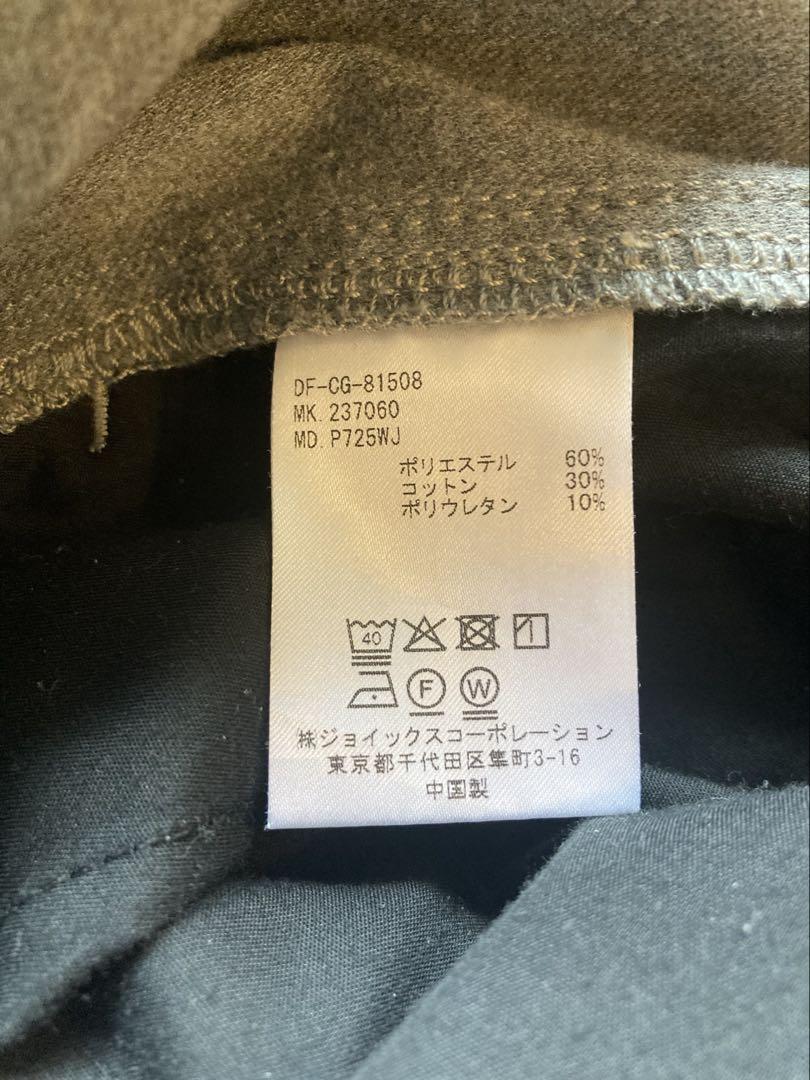 DF-CG-81508
MK. 237060
MD. P725WJ
ポリエステル 60%
コットン 30%
ポリウレタン 10%
40
F W
㈱ジョイックスコーポレーション
東京都千代田区隼町3-16
中国製